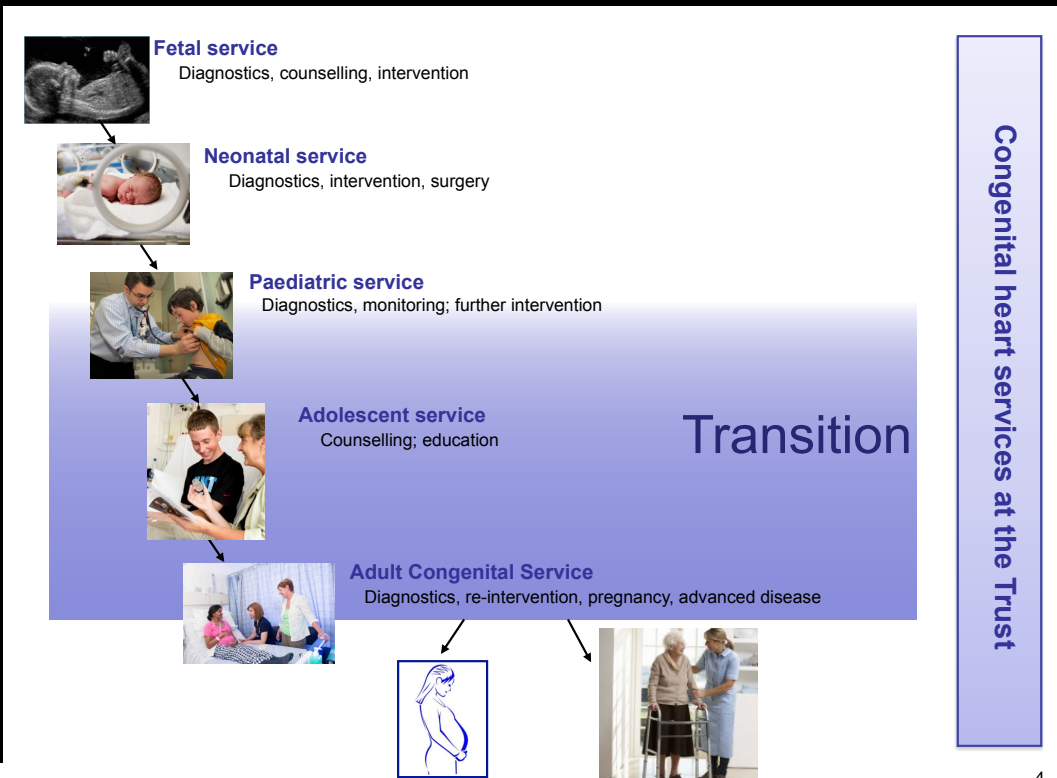 Fetal service
Diagnostics, counselling, intervention
Neonatal service
Diagnostics, intervention, surgery
Paediatric service
Diagnostics, monitoring; further intervention
Adolescent service
Counselling; education
Transition
Adult Congenital Service
Diagnostics, re-intervention, pregnancy, advanced disease
Congenital heart services at the Trust